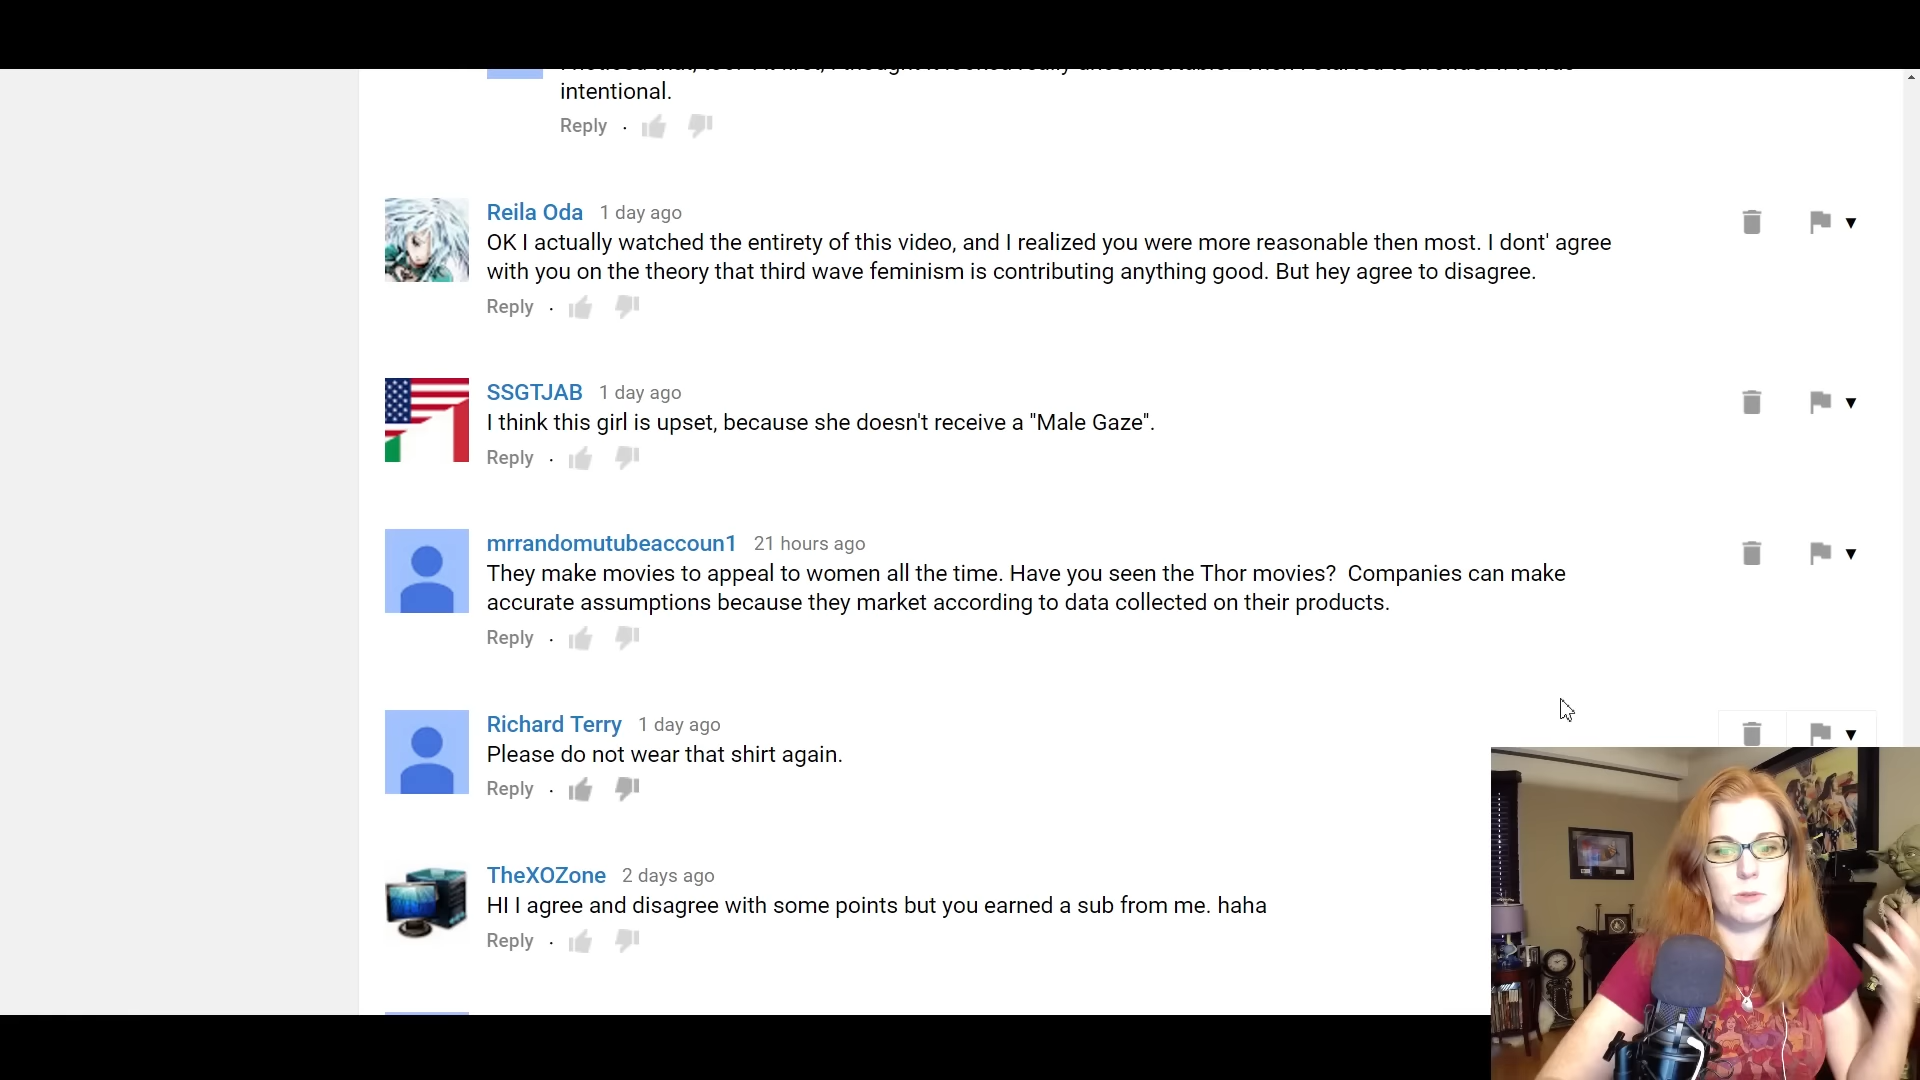 intentional.
Reply .
Reila Oda 1 day ago
OK I actually watched the entirety of this video, and I realized you were more reasonable then most. I dont' agree
with you on the theory that third wave feminism is contributing anything good. But hey agree to disagree.
Reply .
SSGTJAB 1 day ago
I think this girl is upset, because she doesn't receive a "Male Gaze".
Reply .
mrrandomutubeaccoun1 21 hours ago
They make movies to appeal to women all the time. Have you seen the Thor movies?  Companies can make
accurate assumptions because they market according to data collected on their products.
Reply .
Richard Terry 1 day ago
Please do not wear that shirt again.
Reply .
TheXOZone 2 days ago
HI I agree and disagree with some points but you earned a sub from me. haha
Reply .